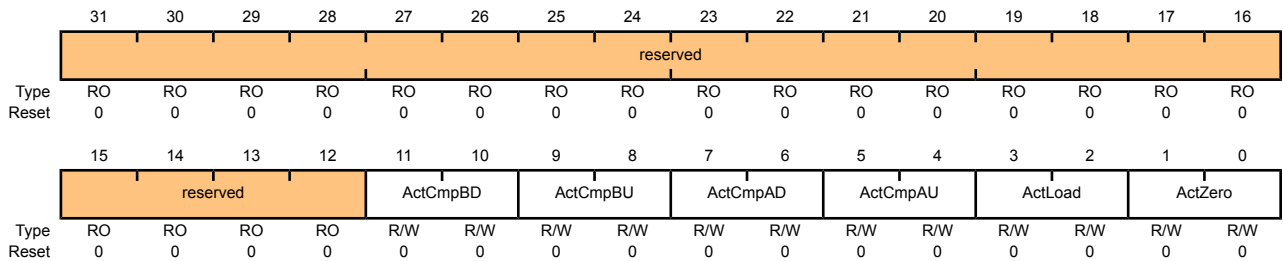 31 30 29 28 27 26 25 24 23 22 21 20 19 18 17 16
reserved
Type RO RO RO RO RO RO RO RO RO RO RO RO RO RO RO RO
Reset 0 0 0 0 0 0 0 0 0 0 0 0 0 0 0 0
15 14 13 12 11 10 9 8 7 6 5 4 3 2 1 0
reserved ActCmpBD ActCmpBU ActCmpAD ActCmpAU ActLoad ActZero
Type RO RO RO RO R/W R/W R/W R/W R/W R/W R/W R/W R/W R/W R/W R/W
Reset 0 0 0 0 0 0 0 0 0 0 0 0 0 0 0 0